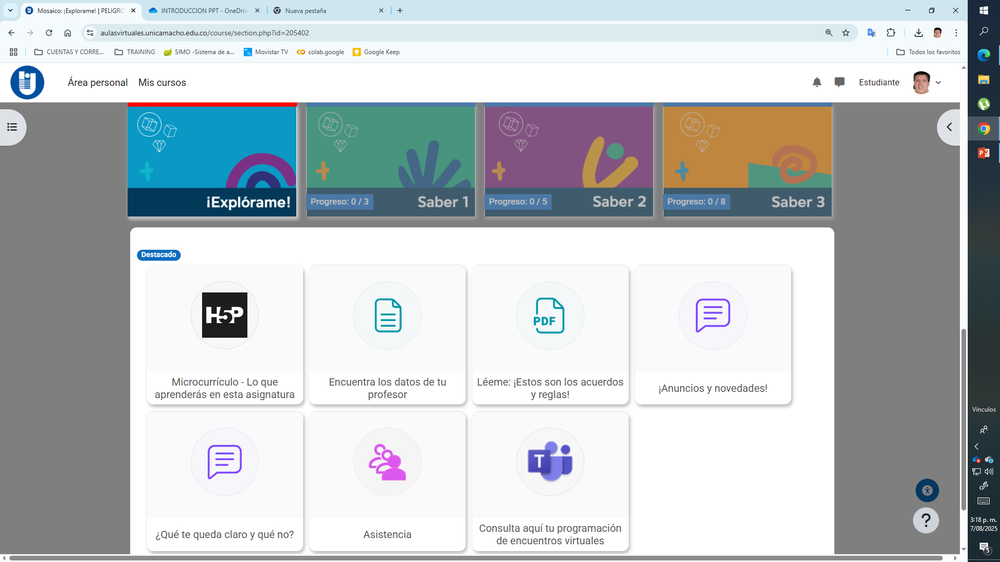 Mosaico: ¡Explorame! | PELIGRO
INTRODUCCION PPT - OneDrive
Nueva pestaña
aulasvirtuales.unicamacho.edu.co/course/section.php?id=205402
CUENTAS Y CORRE...
TRAINING
SIMO -Sistema de a...
Movistar TV
colab.google
Google Keep
Todos los favoritos
Área personal
Mis cursos
Estudiante
¡Explórame!
Progreso: 0 / 3
Saber 1
Progreso: 0 / 5
Saber 2
Progreso: 0 / 8
Saber 3
Destacado
H5P
PDF
Microcurrículo - Lo que
aprenderás en esta asignatura
Encuentra los datos de tu
profesor
Léeme: ¡Estos son los acuerdos
y reglas!
¡Anuncios y novedades!
T
¿Qué te queda claro y qué no?
Asistencia
Consulta aquí tu programación
de encuentros virtuales
?
Vínculos
3:18 p. m.
7/08/2025
5